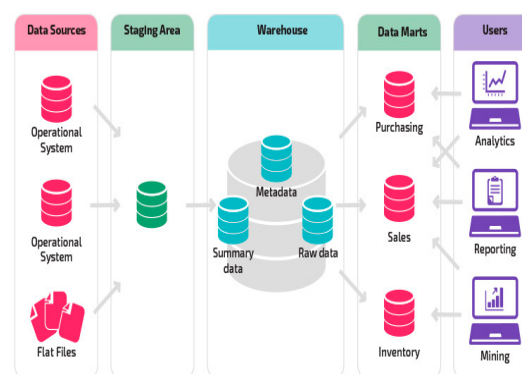 Data Sources
Staging Area
Warehouse
Data Marts
Users
Operational
System
Operational
System
Flat Files
Metadata
Summary
data
Raw data
Purchasing
Sales
Inventory
Analytics
Reporting
Mining